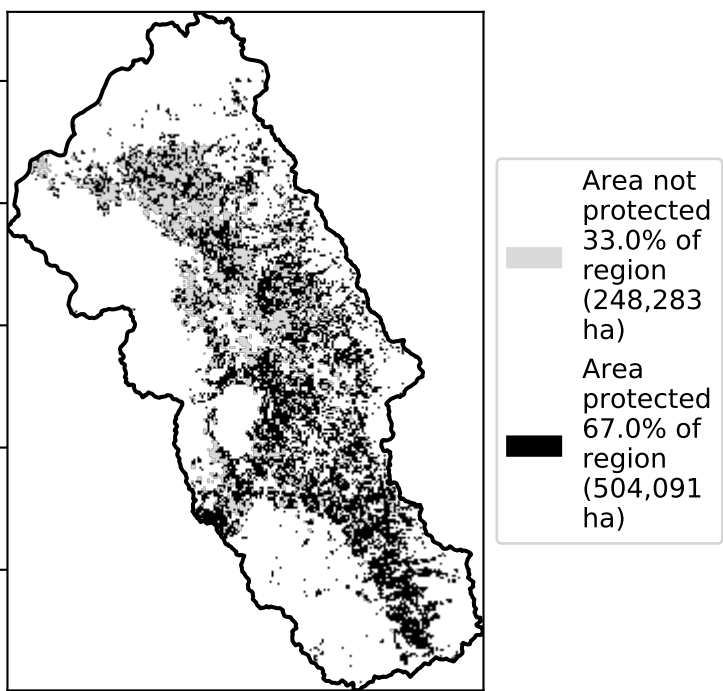 Area not
protected
33.0% of
region
(248,283
ha)
Area
protected
67.0% of
region
(504,091
ha)